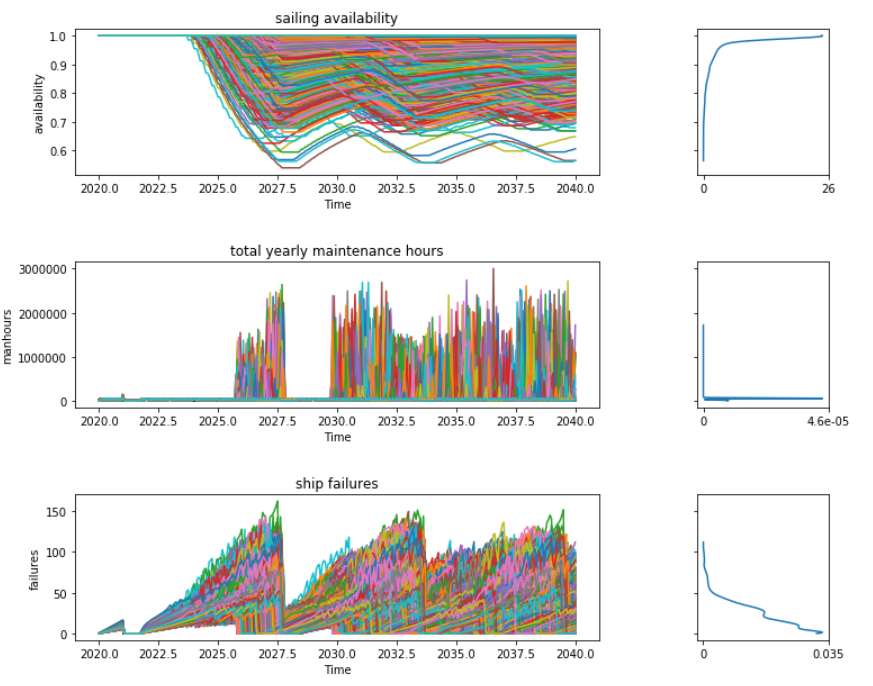 sailing availability
1.0
0.9
0.8
0.7
0.6
availability
2020.0 2022.5 2025.0 2027.5 2030.0 2032.5 2035.0 2037.5 2040.0
Time
0 26
total yearly maintenance hours
3000000
2000000
1000000
0
manhours
2020.0 2022.5 2025.0 2027.5 2030.0 2032.5 2035.0 2037.5 2040.0
Time
0 4.6e-05
ship failures
150
100
50
0
failures
2020.0 2022.5 2025.0 2027.5 2030.0 2032.5 2035.0 2037.5 2040.0
Time
0 0.035